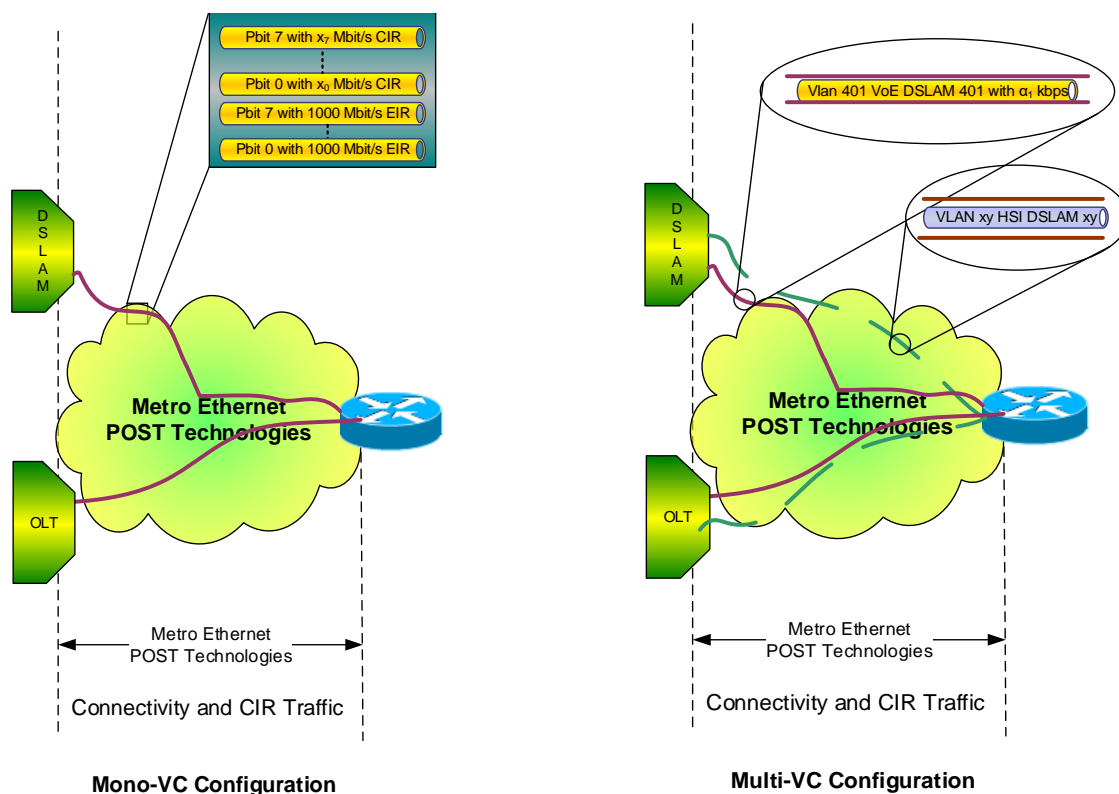 Pbit 7 with x₇ Mbit/s CIR
Pbit 0 with x₀ Mbit/s CIR
Pbit 7 with 1000 Mbit/s EIR
Pbit 0 with 1000 Mbit/s EIR
DSLAM
Metro Ethernet
POST Technologies
OLT
Metro Ethernet
POST Technologies
Connectivity and CIR Traffic
Mono-VC Configuration
Vlan 401 VoE DSLAM 401 with α₁ kbps
VLAN xy HSI DSLAM xy
DSLAM
Metro Ethernet
POST Technologies
OLT
Metro Ethernet
POST Technologies
Connectivity and CIR Traffic
Multi-VC Configuration